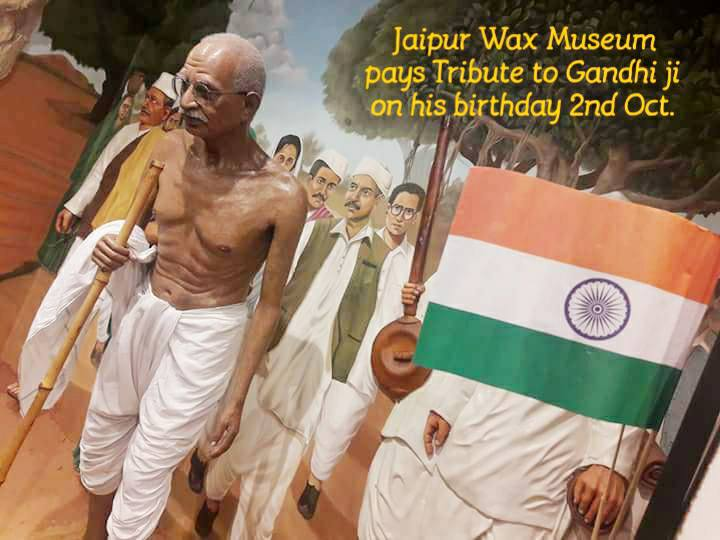 Jaipur Wax Museum
pays Tribute to Gandhi ji
on his birthday 2nd Oct.